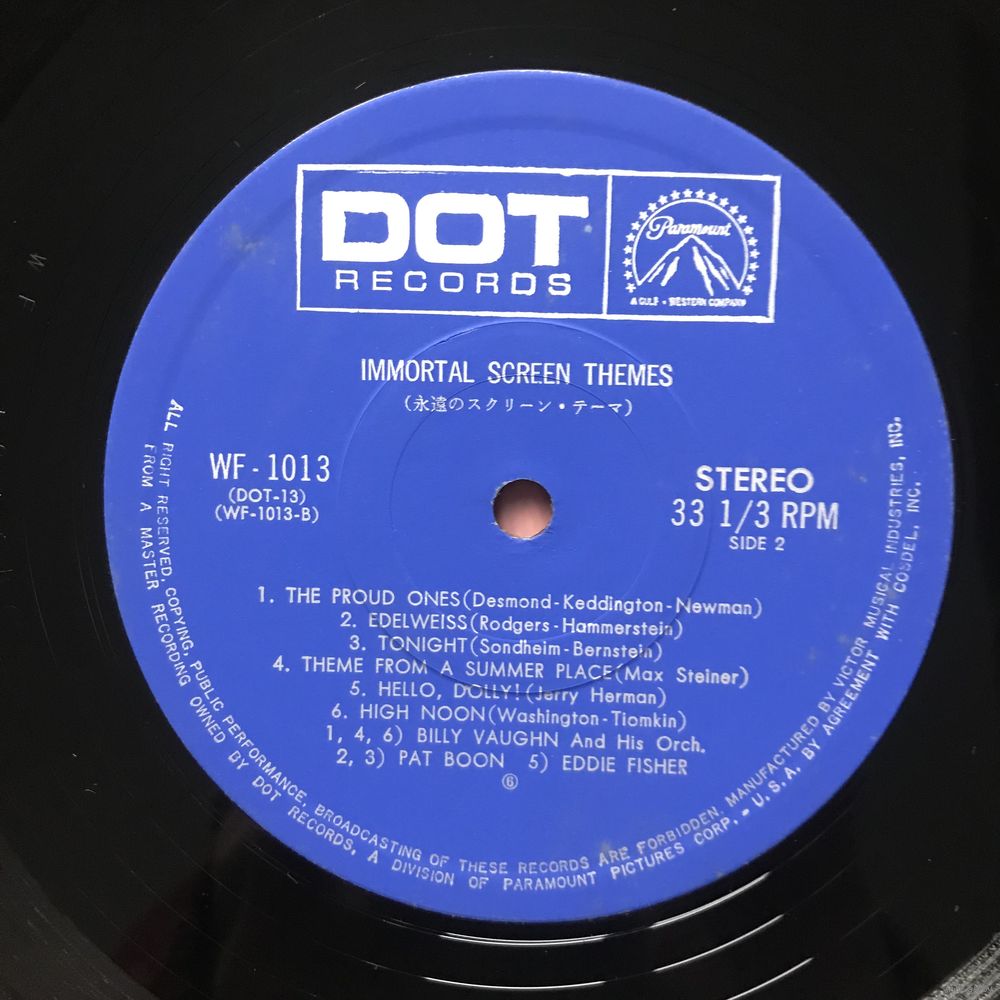 DOT
RECORDS
Paramount
A GULF + WESTERN COMPANY
IMMORTAL SCREEN THEMES
(永遠のスクリーン・テーマ)
WF-1013
(DOT-13)
(WF-1013-B)
STEREO
33 1/3 RPM
SIDE 2
1. THE PROUD ONES(Desmond-Keddington-Newman)
2. EDELWEISS(Rodgers-Hammerstein)
3. TONIGHT(Sondheim-Bernstein)
4. THEME FROM A SUMMER PLACE(Max Steiner)
5. HELLO, DOLLY!(Jerry Herman)
6. HIGH NOON(Washington-Tiomkin)
1, 4, 6) BILLY VAUGHN And His Orch.
2, 3) PAT BOON 5) EDDIE FISHER
⑥
ALL RIGHT RESERVED, COPYING, PUBLIC PERFORMANCE, BROADCASTING OF THESE RECORDS ARE FORBIDDEN. MANUFACTURED BY VICTOR MUSICAL INDUSTRIES, INC.
FROM A MASTER RECORDING OWNED BY DOT RECORDS, A DIVISION OF PARAMOUNT PICTURES CORP. - U.S.A. BY AGREEMENT WITH COSDEL, INC.